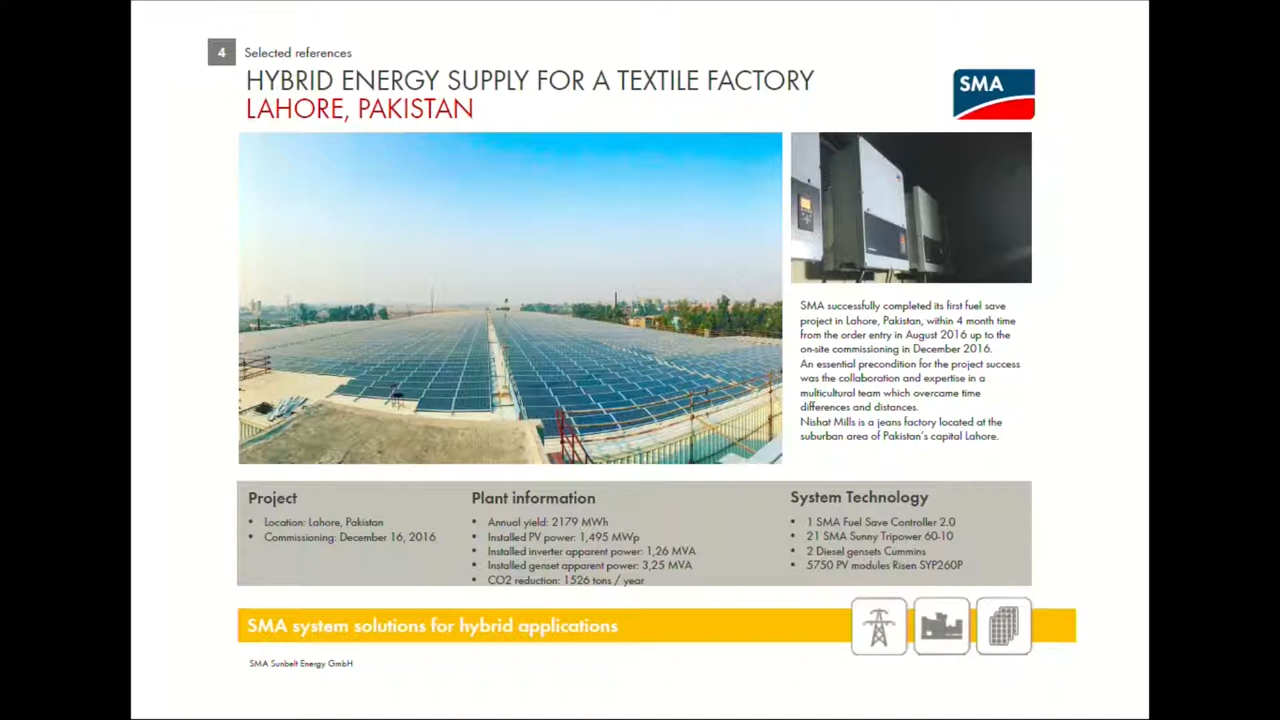 4 Selected references
HYBRID ENERGY SUPPLY FOR A TEXTILE FACTORY
LAHORE, PAKISTAN
SMA
SMA successfully completed its first fuel save
project in Lahore, Pakistan, within 4 month time
from the order entry in August 2016 up to the
on-site commissioning in December 2016.
An essential precondition for the project success
was the collaboration and expertise in a
multicultural team which overcame time
differences and distances.
Nishat Mills is a jeans factory located at the
suburban area of Pakistan's capital Lahore.
Project
• Location: Lahore, Pakistan
• Commissioning: December 16, 2016
Plant information
• Annual yield: 2179 MWh
• Installed PV power: 1,495 MWp
• Installed inverter apparent power: 1,26 MVA
• Installed genset apparent power: 3,25 MVA
• CO2 reduction: 1526 tons / year
System Technology
• 1 SMA Fuel Save Controller 2.0
• 21 SMA Sunny Tripower 60-10
• 2 Diesel gensets Cummins
• 5750 PV modules Risen SYP260P
SMA system solutions for hybrid applications
SMA Sunbelt Energy GmbH